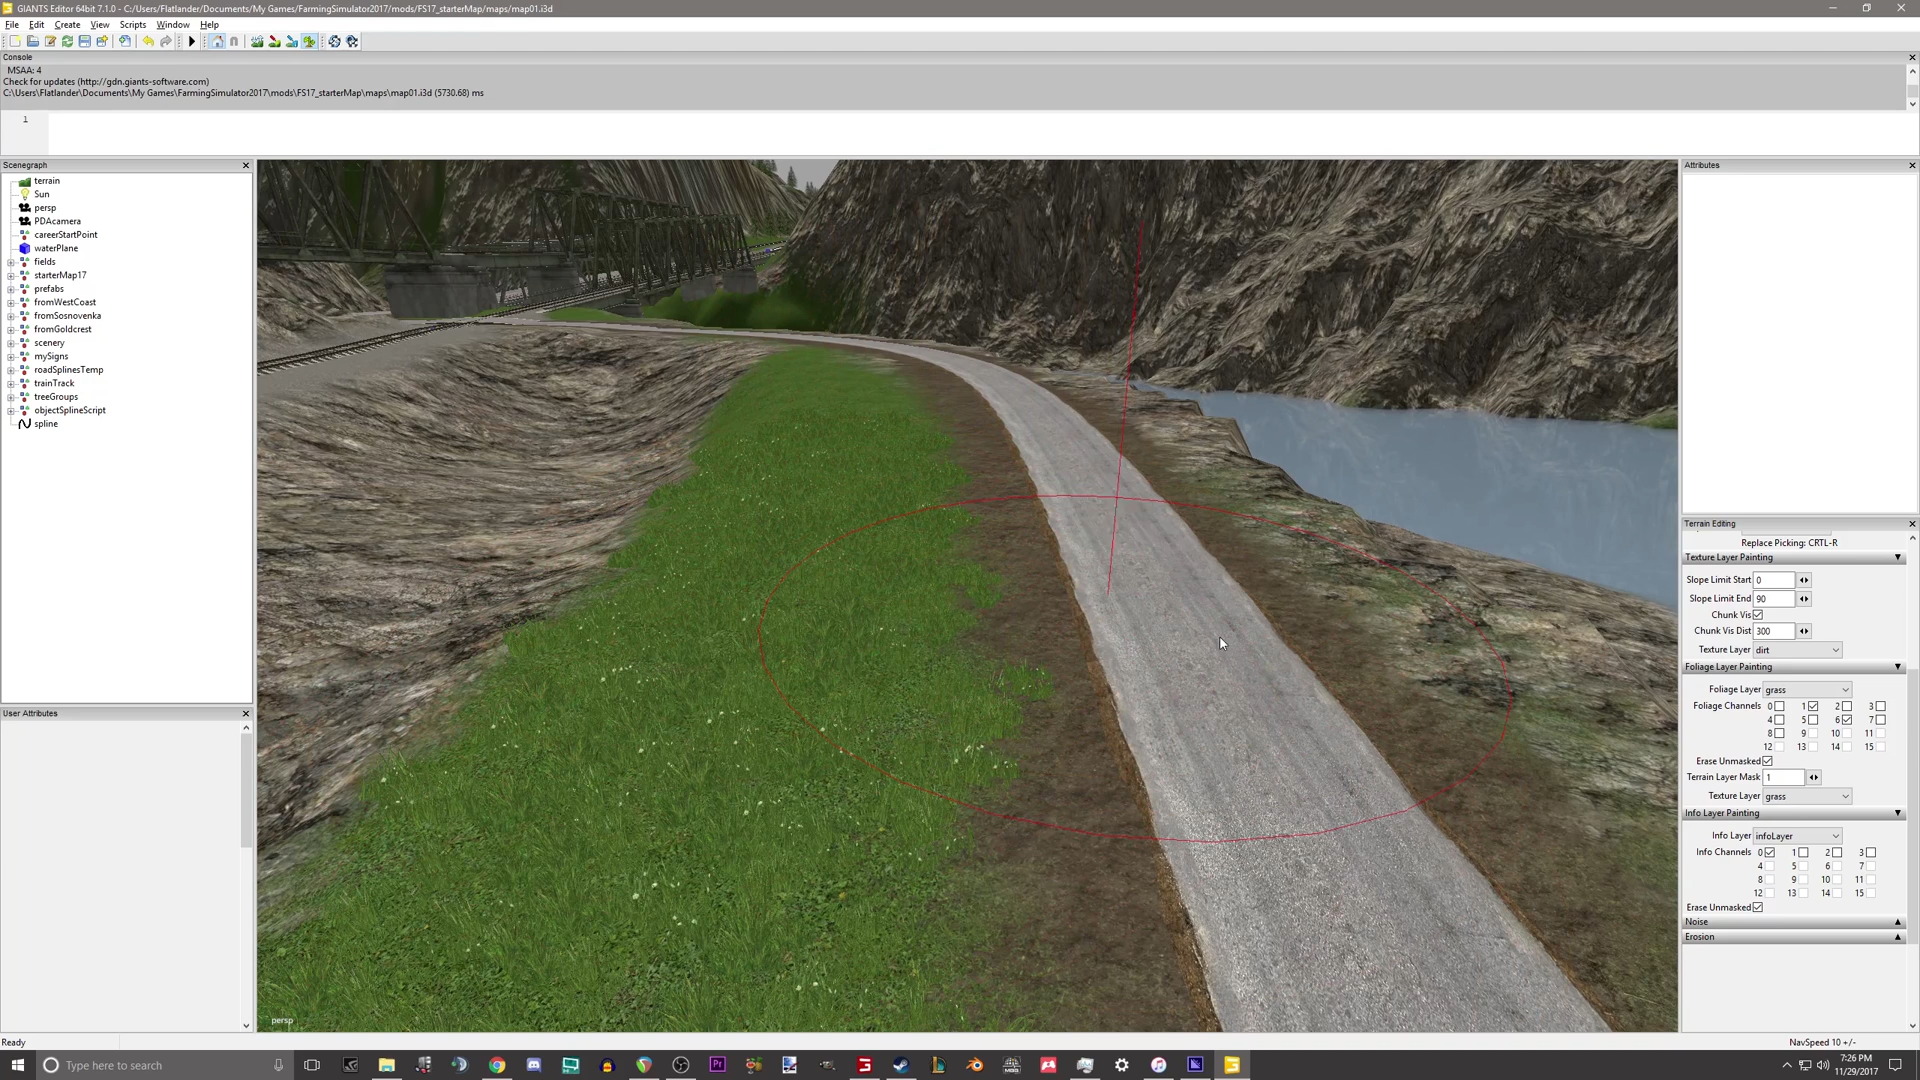 GIANTS Editor 64bit 7.1.0 - C:/Users/Flatlander/Documents/My Games/FarmingSimulator2017/mods/FS17_starterMap/maps/map01.i3d
File Edit Create View Scripts Window Help
Console
MSAA: 4
Check for updates (http://gdn.giants-software.com)
C:\Users\Flatlander\Documents\My Games\FarmingSimulator2017\mods\FS17_starterMap\maps\map01.i3d (5730.68) ms
1
Scenegraph
terrain
Sun
persp
PDAcamera
careerStartPoint
waterPlane
fields
starterMap17
prefabs
fromWestCoast
fromSosnovenka
fromGoldcrest
scenery
mySigns
roadSplinesTemp
trainTrack
treeGroups
objectSplineScript
spline
User Attributes
persp
Attributes
Terrain Editing
Replace Picking: CRTL-R
Texture Layer Painting
Slope Limit Start 0
Slope Limit End 90
Chunk Vis
Chunk Vis Dist 300
Texture Layer dirt
Foliage Layer Painting
Foliage Layer grass
Foliage Channels 0 1 2 3
4 5 6 7
8 9 10 11
12 13 14 15
Erase Unmasked
Terrain Layer Mask 1
Texture Layer grass
Info Layer Painting
Info Layer infoLayer
Info Channels 0 1 2 3
4 5 6 7
8 9 10 11
12 13 14 15
Erase Unmasked
Noise
Erosion
Ready
NavSpeed 10 +/-
Type here to search
7:26 PM
11/29/2017